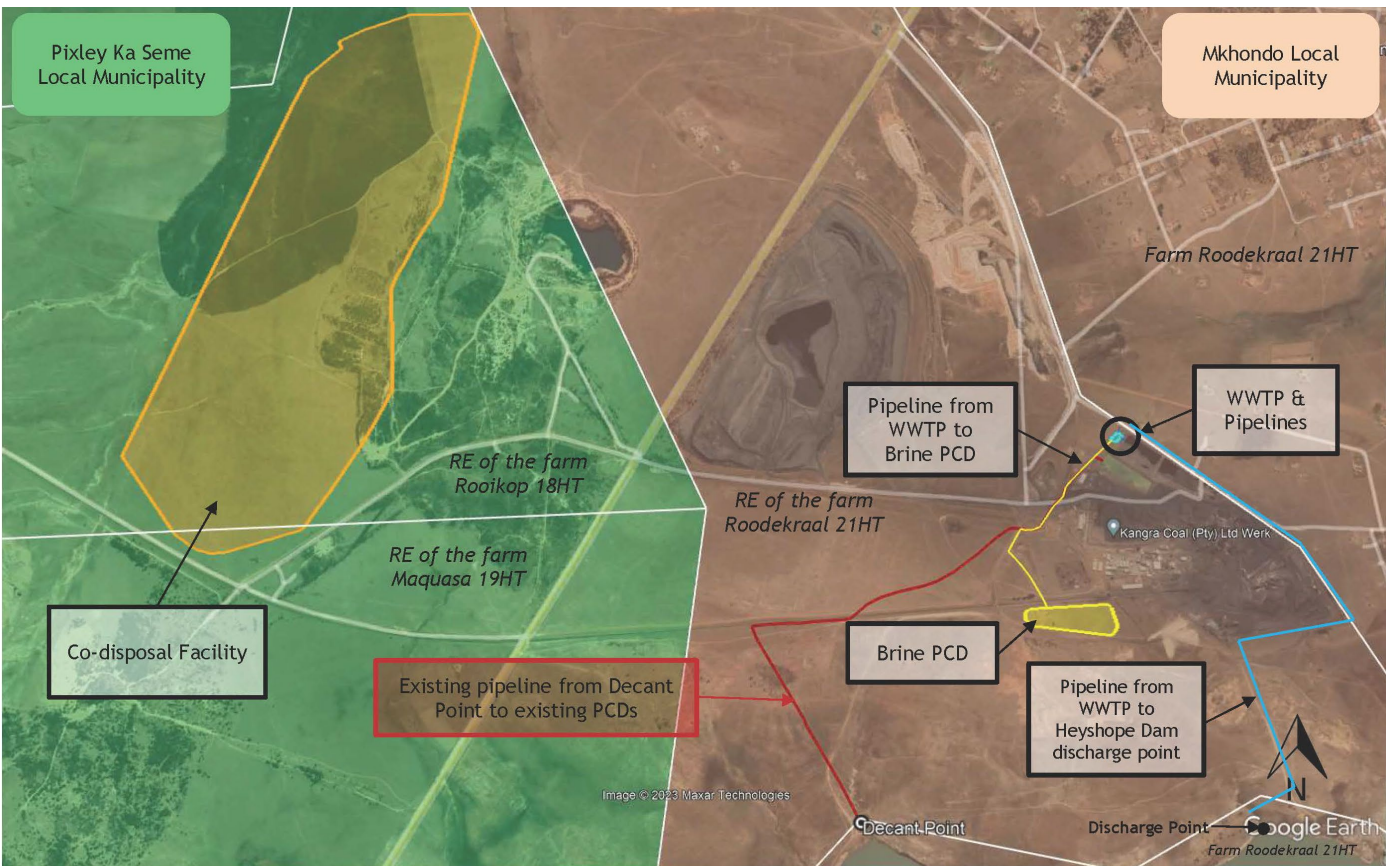 Pixley Ka Seme
Local Municipality
Mkhondo Local
Municipality
Farm Roodekraal 21HT
Pipeline from
WWTP to
Brine PCD
WWTP &
Pipelines
RE of the farm
Rooikop 18HT
RE of the farm
Roodekraal 21HT
Kangra Coal (Pty) Ltd Werk
RE of the farm
Maquasa 19HT
Co-disposal Facility
Brine PCD
Existing pipeline from Decant
Point to existing PCDs
Pipeline from
WWTP to
Heyshope Dam
discharge point
N
Image © 2023 Maxar Technologies
Decant Point
Discharge Point
Google Earth
Farm Roodekraal 21HT